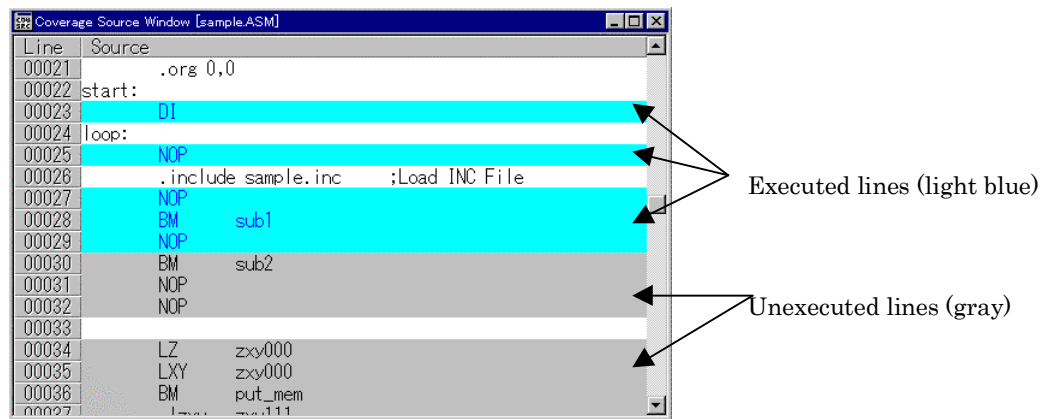 COV SRC Coverage Source Window [sample.ASM]
Line Source
00021 .org 0,0
00022 start:
00023 DI
00024 loop:
00025 NOP
00026 .include sample.inc ;Load INC File
00027 NOP
00028 BM sub1
00029 NOP
00030 BM sub2
00031 NOP
00032 NOP
00033
00034 LZ zxy000
00035 LXY zxy000
00036 BM put_mem
00037
Executed lines (light blue)
Unexecuted lines (gray)